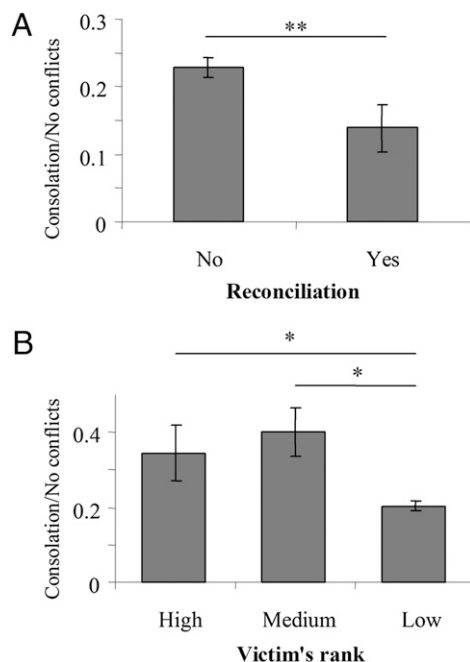 A
Consolation/No conflicts
0.3
0.2
0.1
0
**
No Yes
Reconciliation
B
Consolation/No conflicts
0.4
0.2
0
*
*
High Medium Low
Victim's rank